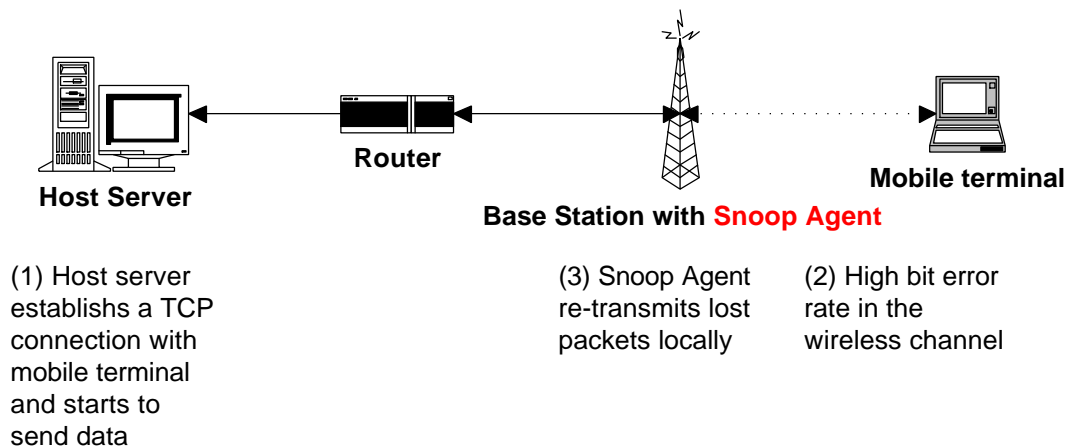 Router
Host Server
Mobile terminal
Base Station with Snoop Agent
(1) Host server
establishs a TCP
connection with
mobile terminal
and starts to
send data
(3) Snoop Agent
re-transmits lost
packets locally
(2) High bit error
rate in the
wireless channel